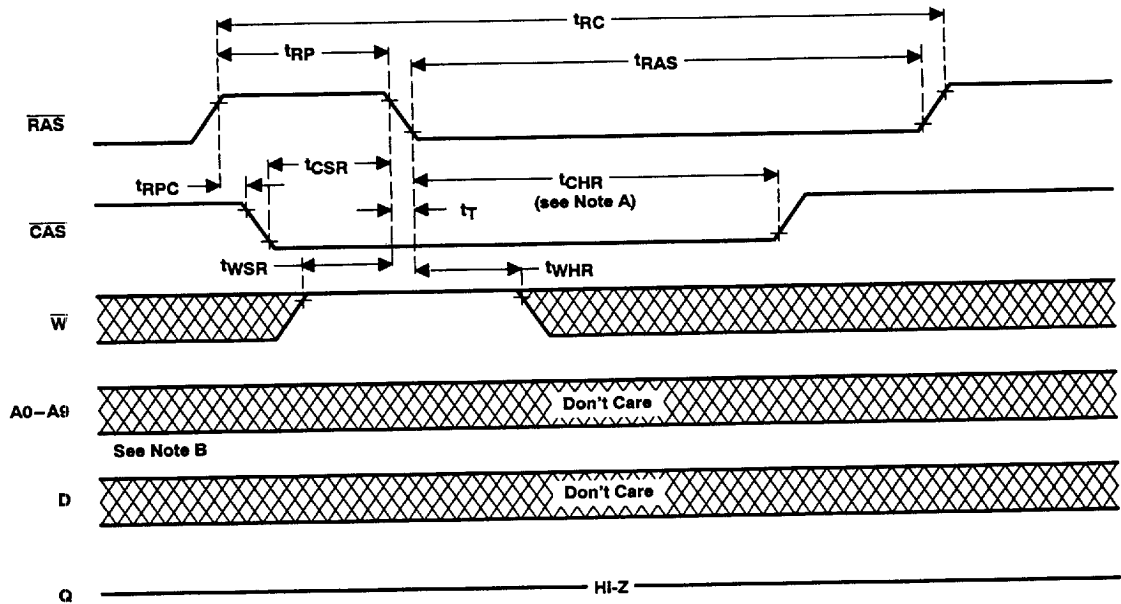 tRC
tRP
tRAS
RAS
tCSR
tRPC
tCHR
(see Note A)
CAS
tT
tWSR
tWHR
W
A0–A9
Don't Care
See Note B
D
Don't Care
Q
Hi-Z